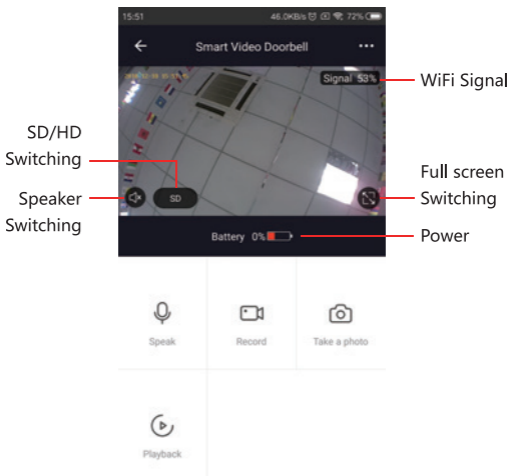 15:51 46.0KB/s 72%
Smart Video Doorbell
Signal 53%
WiFi Signal
SD/HD
Switching
SD
Speaker
Switching
Full screen
Switching
Battery 0%
Power
Speak
Record
Take a photo
Playback